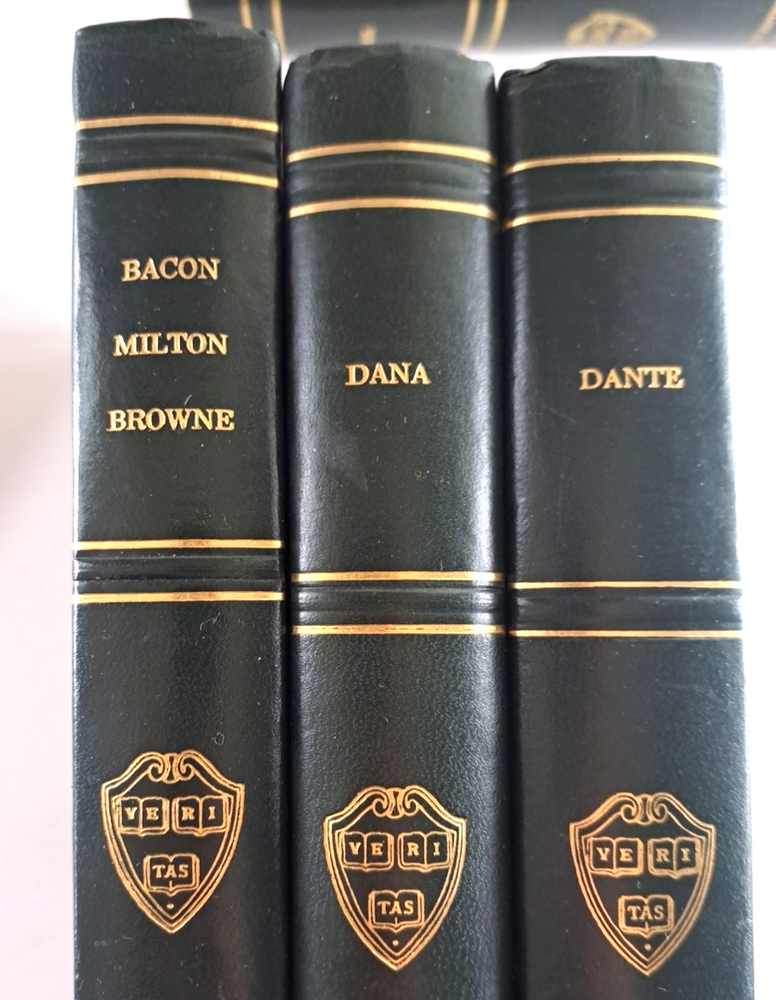 BACON
MILTON
BROWNE
VE RI
TAS
DANA
VE RI
TAS
DANTE
VE RI
TAS